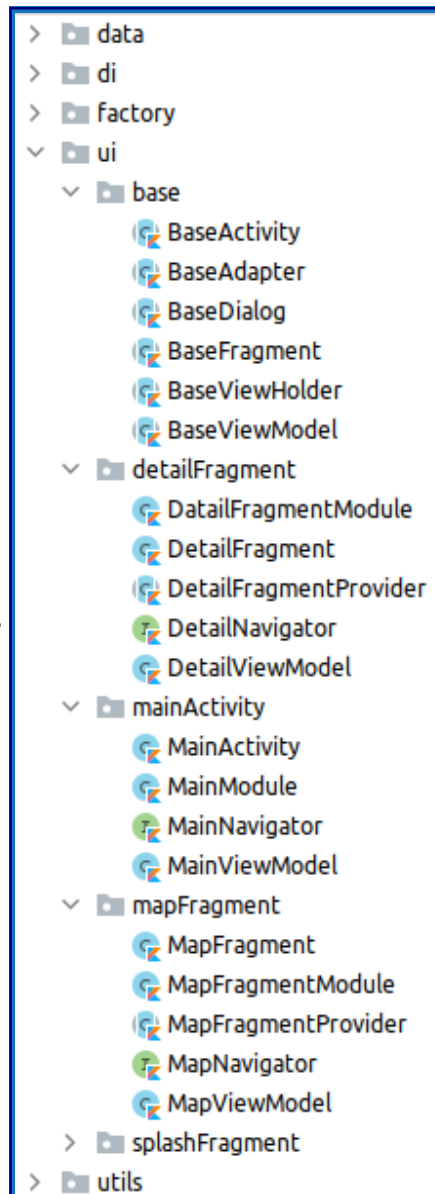 data
di
factory
ui
base
BaseActivity
BaseAdapter
BaseDialog
BaseFragment
BaseViewHolder
BaseViewModel
detailFragment
DatailFragmentModule
DetailFragment
DetailFragmentProvider
DetailNavigator
DetailViewModel
mainActivity
MainActivity
MainModule
MainNavigator
MainViewModel
mapFragment
MapFragment
MapFragmentModule
MapFragmentProvider
MapNavigator
MapViewModel
splashFragment
utils